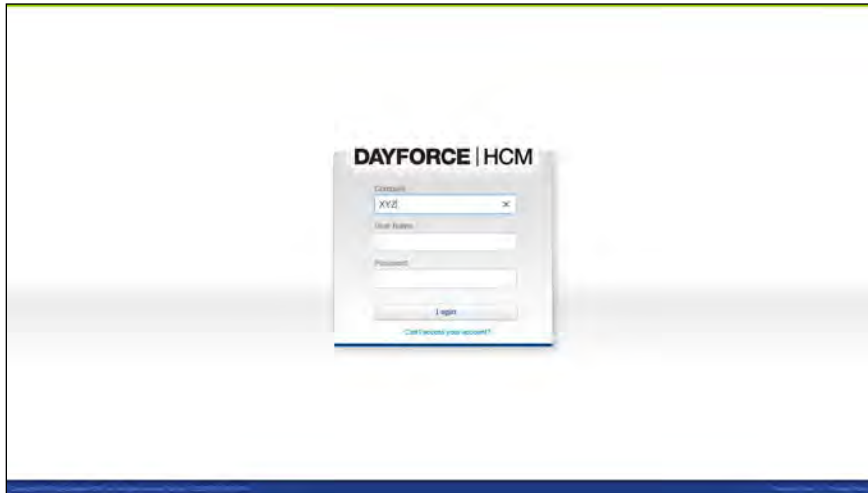 DAYFORCE | HCM
Company
XYZ
User Name
Password
Login
Can't access your account?